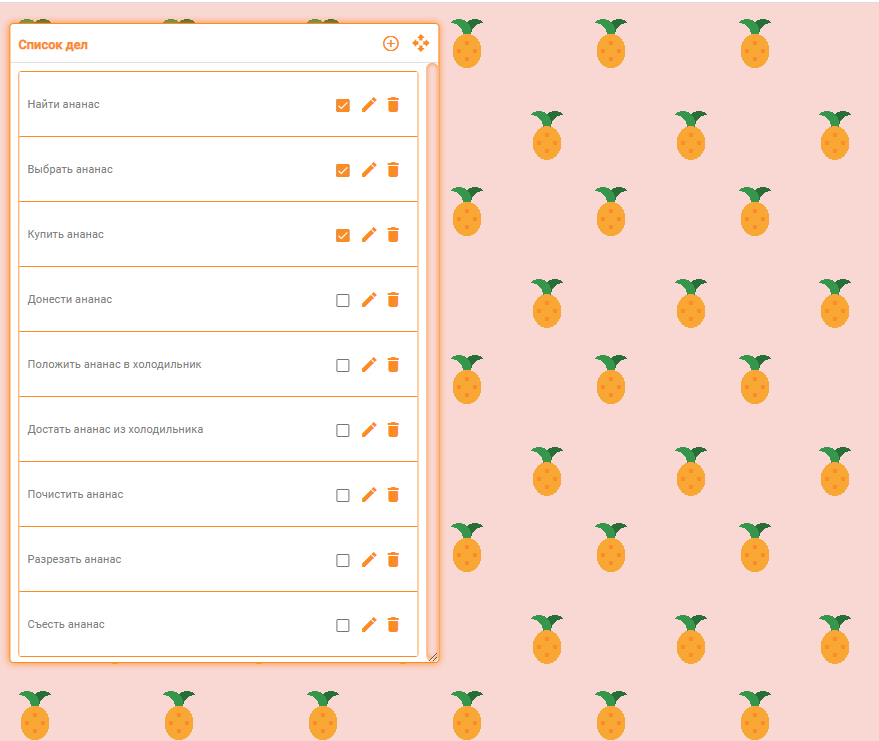 Список дел
Найти ананас
Выбрать ананас
Купить ананас
Донести ананас
Положить ананас в холодильник
Достать ананас из холодильника
Почистить ананас
Разрезать ананас
Съесть ананас